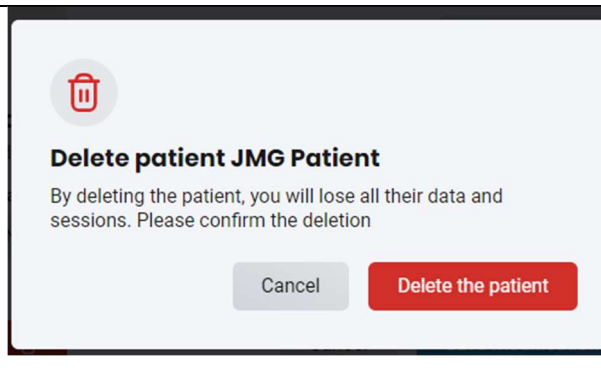 Delete patient JMG Patient
By deleting the patient, you will lose all their data and
sessions. Please confirm the deletion
Cancel
Delete the patient